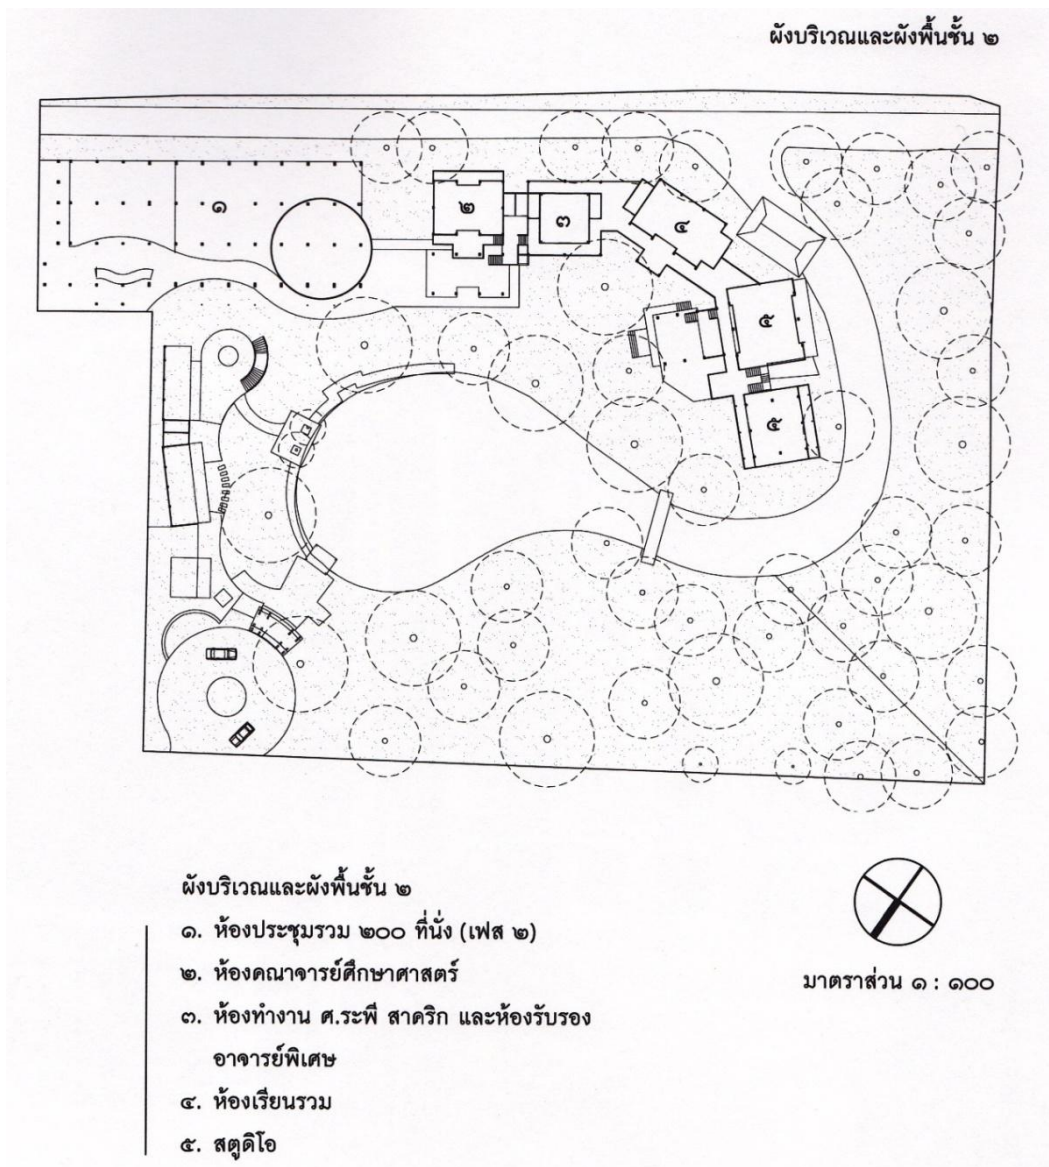 ผังบริเวณและผังพื้นชั้น ๒
๑
๒
๓
๔
๕
๕
ผังบริเวณและผังพื้นชั้น ๒
๑. ห้องประชุมรวม ๒๐๐ ที่นั่ง (เฟส ๒)
๒. ห้องคณาจารย์ศึกษาศาสตร์
๓. ห้องทำงาน ศ.ระพี สาคริก และห้องรับรอง
อาจารย์พิเศษ
๔. ห้องเรียนรวม
๕. สตูดิโอ
มาตราส่วน ๑ : ๑๐๐